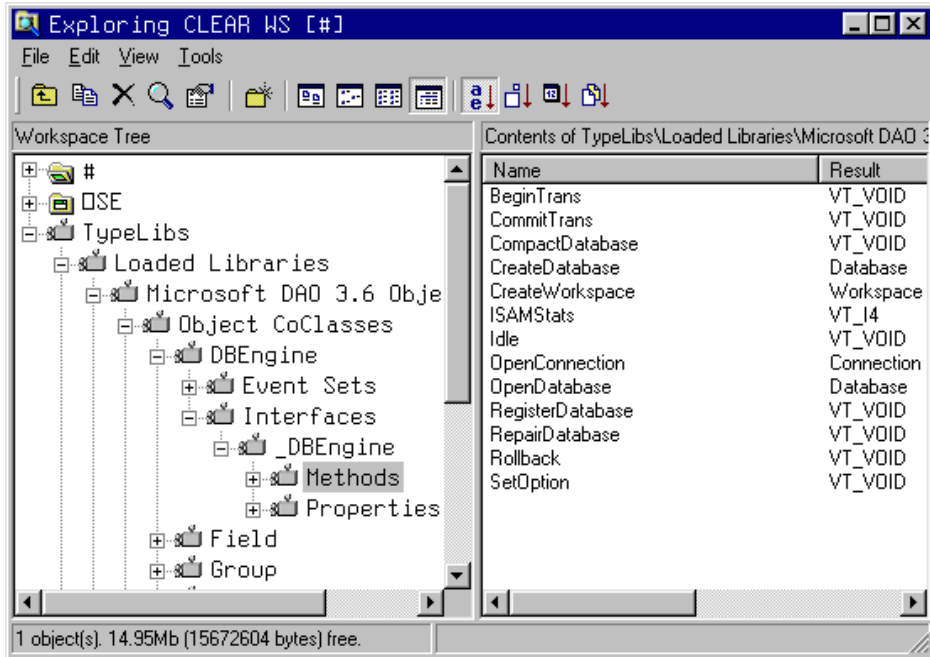 Exploring CLEAR WS [#]
File Edit View Tools
Workspace Tree
Contents of TypeLibs\Loaded Libraries\Microsoft DAO 3
#
⎕SE
TypeLibs
Loaded Libraries
Microsoft DAO 3.6 Obje
Object CoClasses
DBEngine
Event Sets
Interfaces
_DBEngine
Methods
Properties
Field
Group
Name Result
BeginTrans VT_VOID
CommitTrans VT_VOID
CompactDatabase VT_VOID
CreateDatabase Database
CreateWorkspace Workspace
ISAMStats VT_I4
Idle VT_VOID
OpenConnection Connection
OpenDatabase Database
RegisterDatabase VT_VOID
RepairDatabase VT_VOID
Rollback VT_VOID
SetOption VT_VOID
1 object(s). 14.95Mb (15672604 bytes) free.